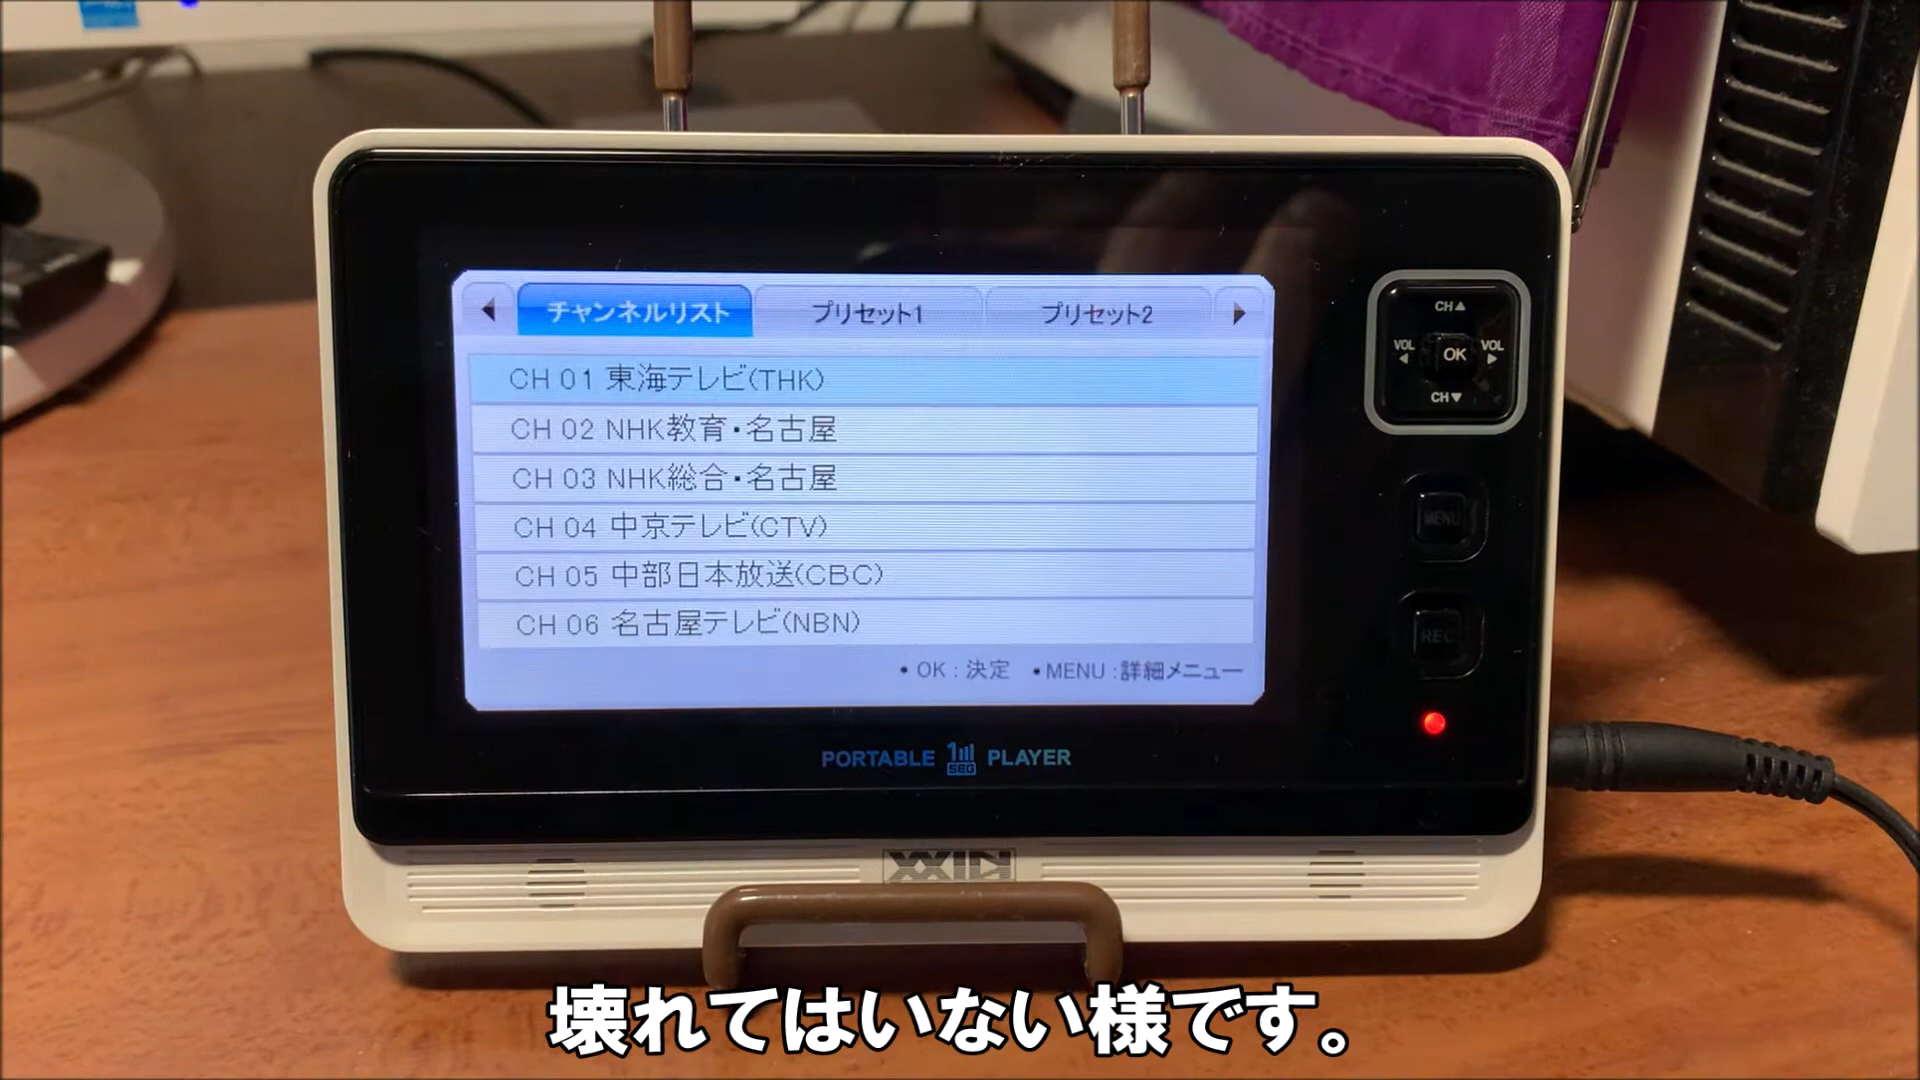 チャンネルリスト プリセット1 プリセット2
CH 01 東海テレビ(THK)
CH 02 NHK教育・名古屋
CH 03 NHK総合・名古屋
CH 04 中京テレビ(CTV)
CH 05 中部日本放送(CBC)
CH 06 名古屋テレビ(NBN)
• OK : 決定 • MENU : 詳細メニュー
CH▲
VOL ◀ OK VOL ▶
CH▼
MENU
REC
PORTABLE 1SEG PLAYER
壊れてはいない様です。